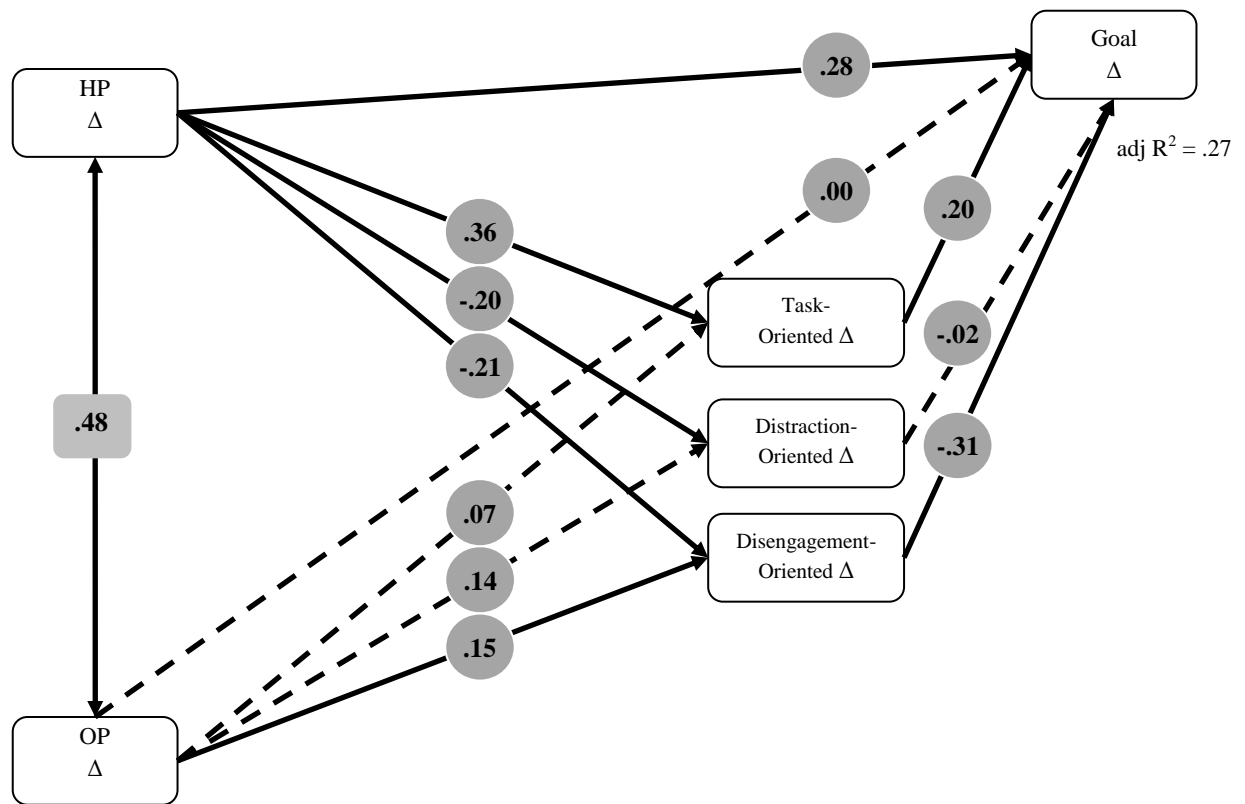 Goal
Δ
HP
Δ
.28
adj R² = .27
.00
.20
.36
-.20
Task-
Oriented Δ
-.02
-.21
.48
Distraction-
Oriented Δ
-.31
.07
Disengagement-
Oriented Δ
.14
.15
OP
Δ